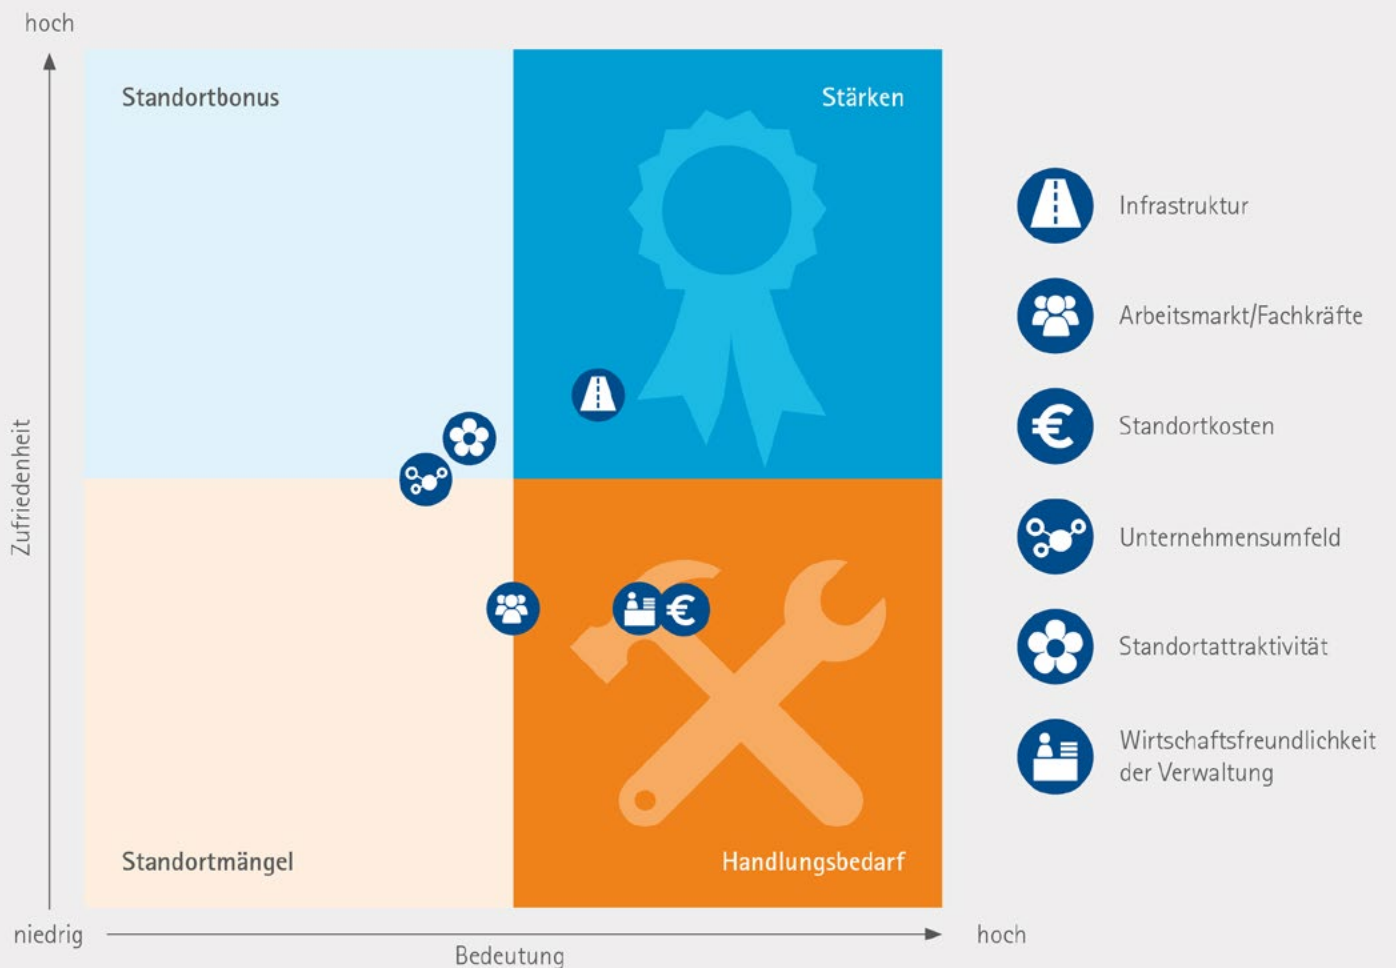 hoch
Standortbonus
Stärken
Infrastruktur
Arbeitsmarkt/Fachkräfte
Standortkosten
Unternehmensumfeld
Standortattraktivität
Wirtschaftsfreundlichkeit
der Verwaltung
Zufriedenheit
Standortmängel
Handlungsbedarf
niedrig
Bedeutung
hoch